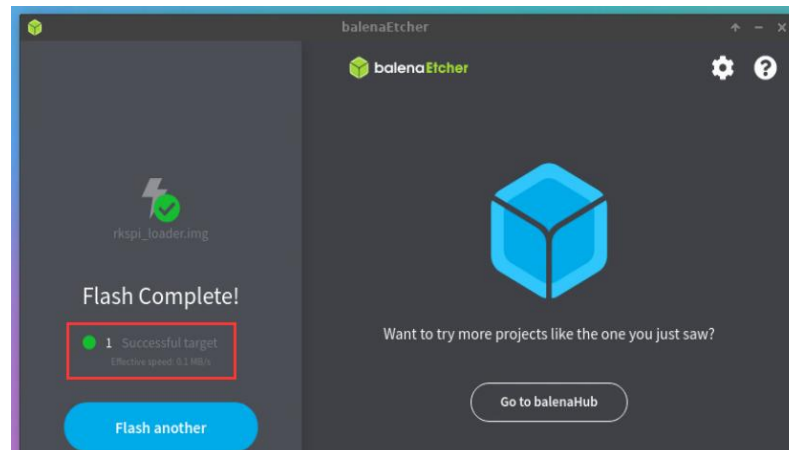 balenaEtcher
balenaEtcher
rkspi_loader.img
Flash Complete!
1 Successful target
Effective speed: 0.1 MB/s
Flash another
Want to try more projects like the one you just saw?
Go to balenaHub